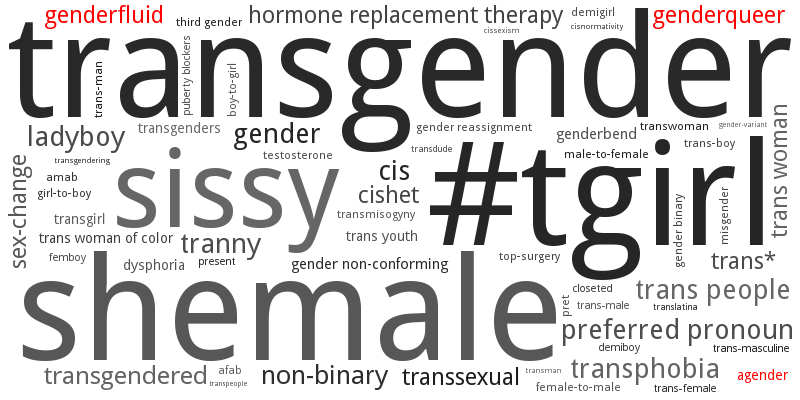 genderfluid
third gender
hormone replacement therapy
demigirl
genderqueer
cissexism
cisnormativity
transgender
trans-man
puberty blockers
boy-to-girl
ladyboy
transgenders
gender
gender reassignment
genderbend
transwoman
gender-variant
trans woman
transgendering
testosterone
transdude
male-to-female
trans-boy
sex-change
amab
girl-to-boy
sissy
cis
cishet
#tgirl
transgirl
transmisogyny
gender binary
misgender
trans woman of color
tranny
trans youth
femboy
dysphoria
present
gender non-conforming
top-surgery
trans*
shemale
closeted
trans people
pret
trans-male
translatina
preferred pronoun
demiboy
trans-masculine
transgendered
afab
transpeople
non-binary
transsexual
transman
transphobia
agender
female-to-male
trans-female